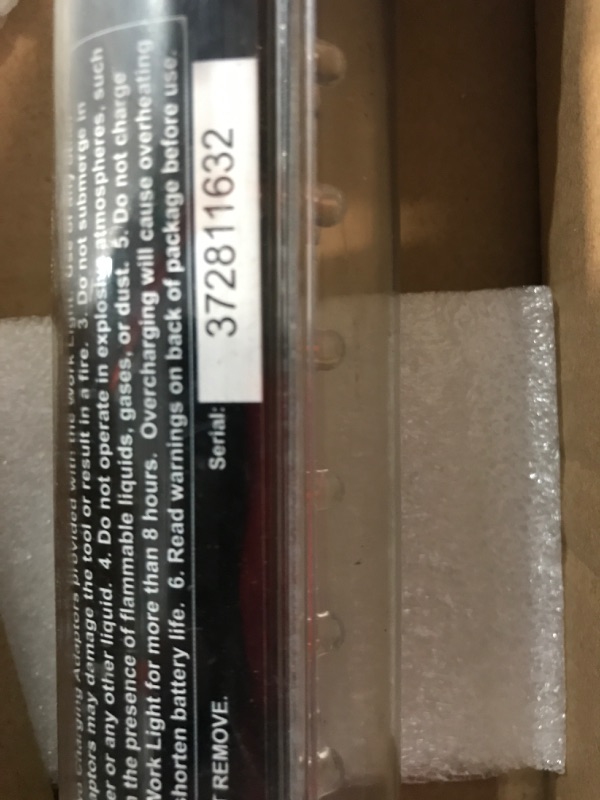 Charging Adaptors provided with the Work Light. Use of any
aptors may damage the tool or result in a fire. 3. Do not submerge in
er or any other liquid. 4. Do not operate in explosive atmospheres, such
n the presence of flammable liquids, gases, or dust. 5. Do not charge
Work Light for more than 8 hours. Overcharging will cause overheating
shorten battery life. 6. Read warnings on back of package before use.
T REMOVE. Serial: 372811632